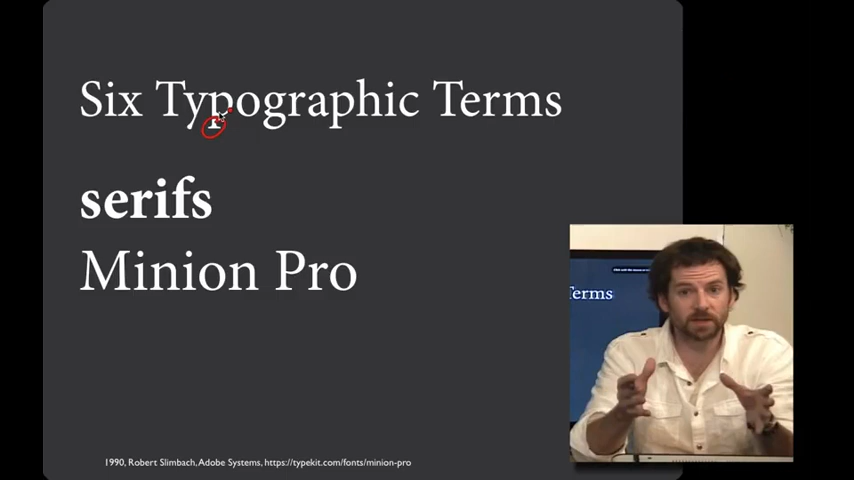 Six Typographic Terms
serifs
Minion Pro
Terms
1990, Robert Slimbach, Adobe Systems, https://typekit.com/fonts/minion-pro